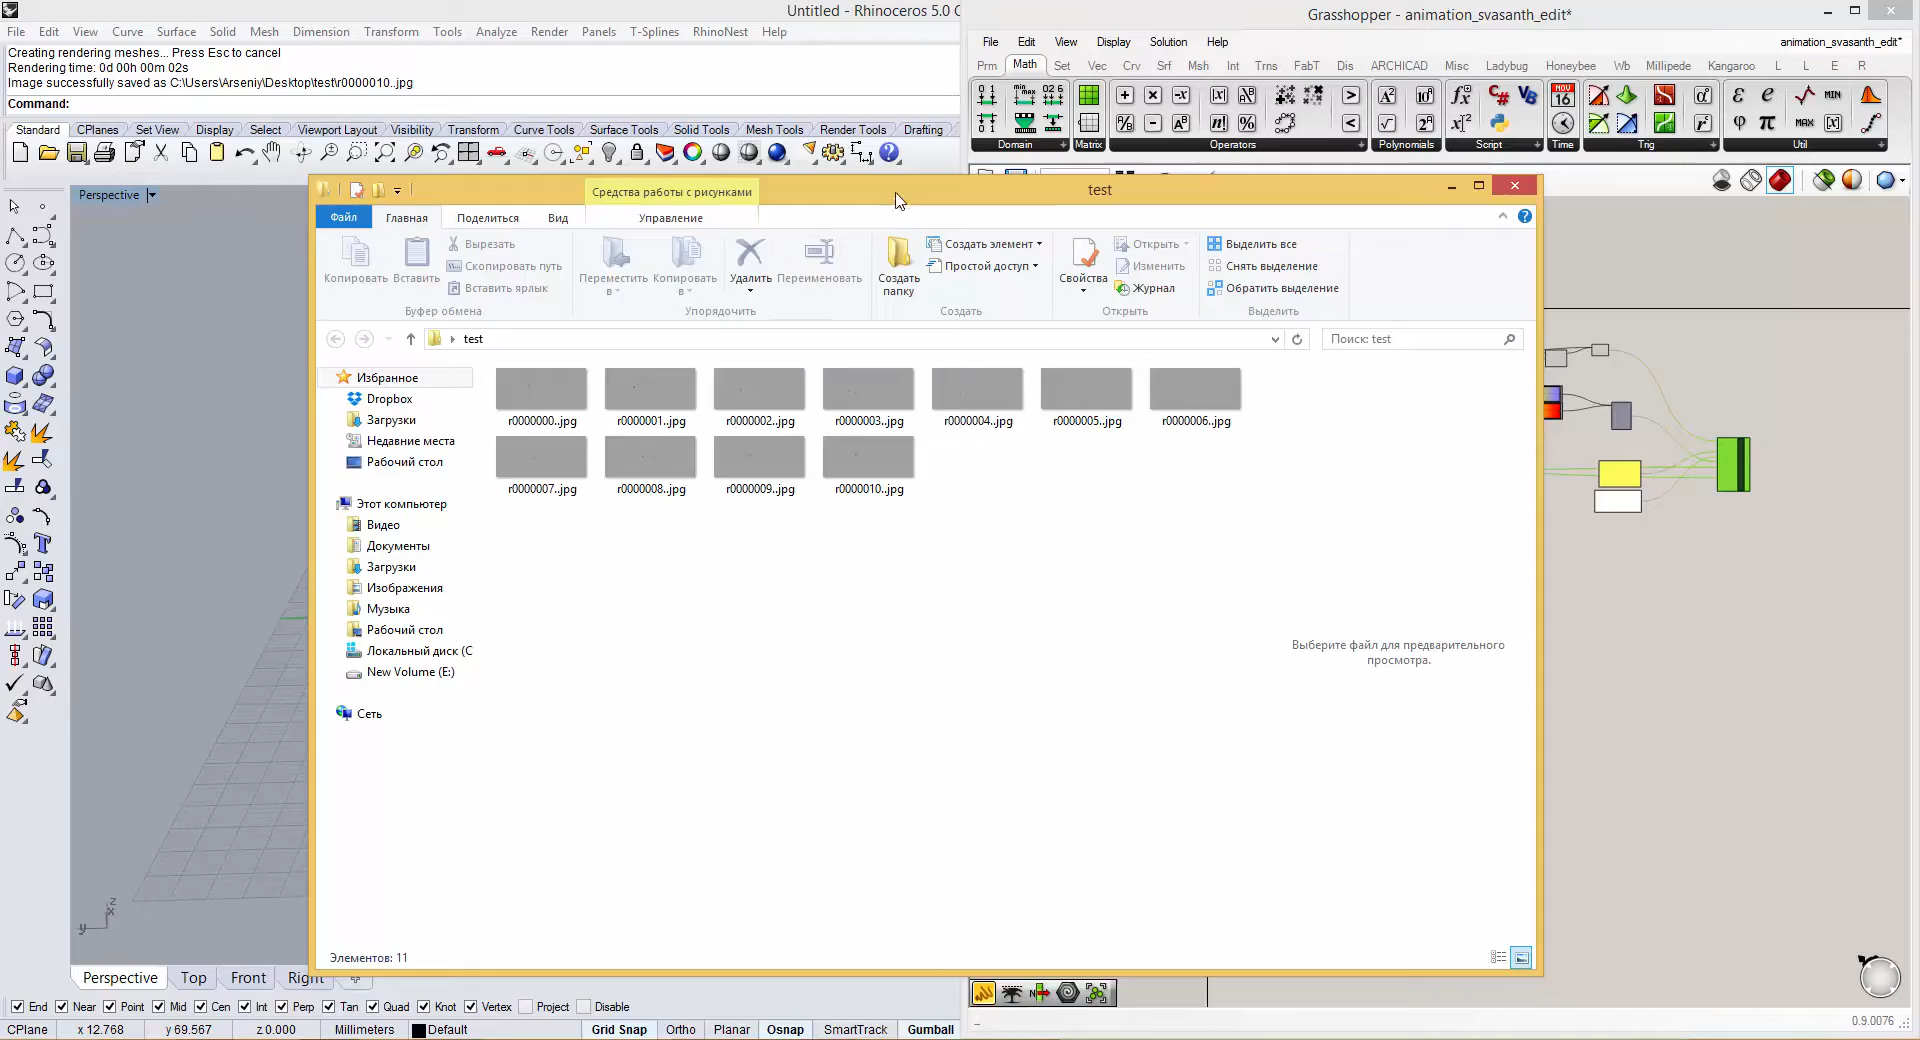 Untitled - Rhinoceros 5.0 C
File Edit View Curve Surface Solid Mesh Dimension Transform Tools Analyze Render Panels T-Splines RhinoNest Help
Creating rendering meshes... Press Esc to cancel
Rendering time: 0d 00h 00m 02s
Image successfully saved as C:\Users\Arseniy\Desktop\test\r0000010..jpg
Command:
Standard CPlanes Set View Display Select Viewport Layout Visibility Transform Curve Tools Surface Tools Solid Tools Mesh Tools Render Tools Drafting
Perspective
Grasshopper - animation_svasanth_edit*
File Edit View Display Solution Help animation_svasanth_edit*
Prm Math Set Vec Crv Srf Msh Int Trns FabT Dis ARCHICAD Misc Ladybug Honeybee Wb Millipede Kangaroo L L E R
Domain Matrix Operators Polynomials Script Time Trig Util
Средства работы с рисунками test
Файл Главная Поделиться Вид Управление
Копировать
Вставить
Вырезать
Скопировать путь
Вставить ярлык
Буфер обмена
Переместить в
Копировать в
Удалить
Переименовать
Упорядочить
Создать папку
Создать элемент
Простой доступ
Создать
Свойства
Открыть
Изменить
Журнал
Открыть
Выделить все
Снять выделение
Обратить выделение
Выделить
test
Поиск: test
Избранное
Dropbox
Загрузки
Недавние места
Рабочий стол
Этот компьютер
Видео
Документы
Загрузки
Изображения
Музыка
Рабочий стол
Локальный диск (C
New Volume (E:)
Сеть
r0000000..jpg r0000001..jpg r0000002..jpg r0000003..jpg r0000004..jpg r0000005..jpg r0000006..jpg
r0000007..jpg r0000008..jpg r0000009..jpg r0000010..jpg
Выберите файл для предварительного
просмотра.
Элементов: 11
Perspective Top Front Right
End Near Point Mid Cen Int Perp Tan Quad Knot Vertex Project Disable
CPlane x 12.768 y 69.567 z 0.000 Millimeters Default Grid Snap Ortho Planar Osnap SmartTrack Gumball
0.9.0076